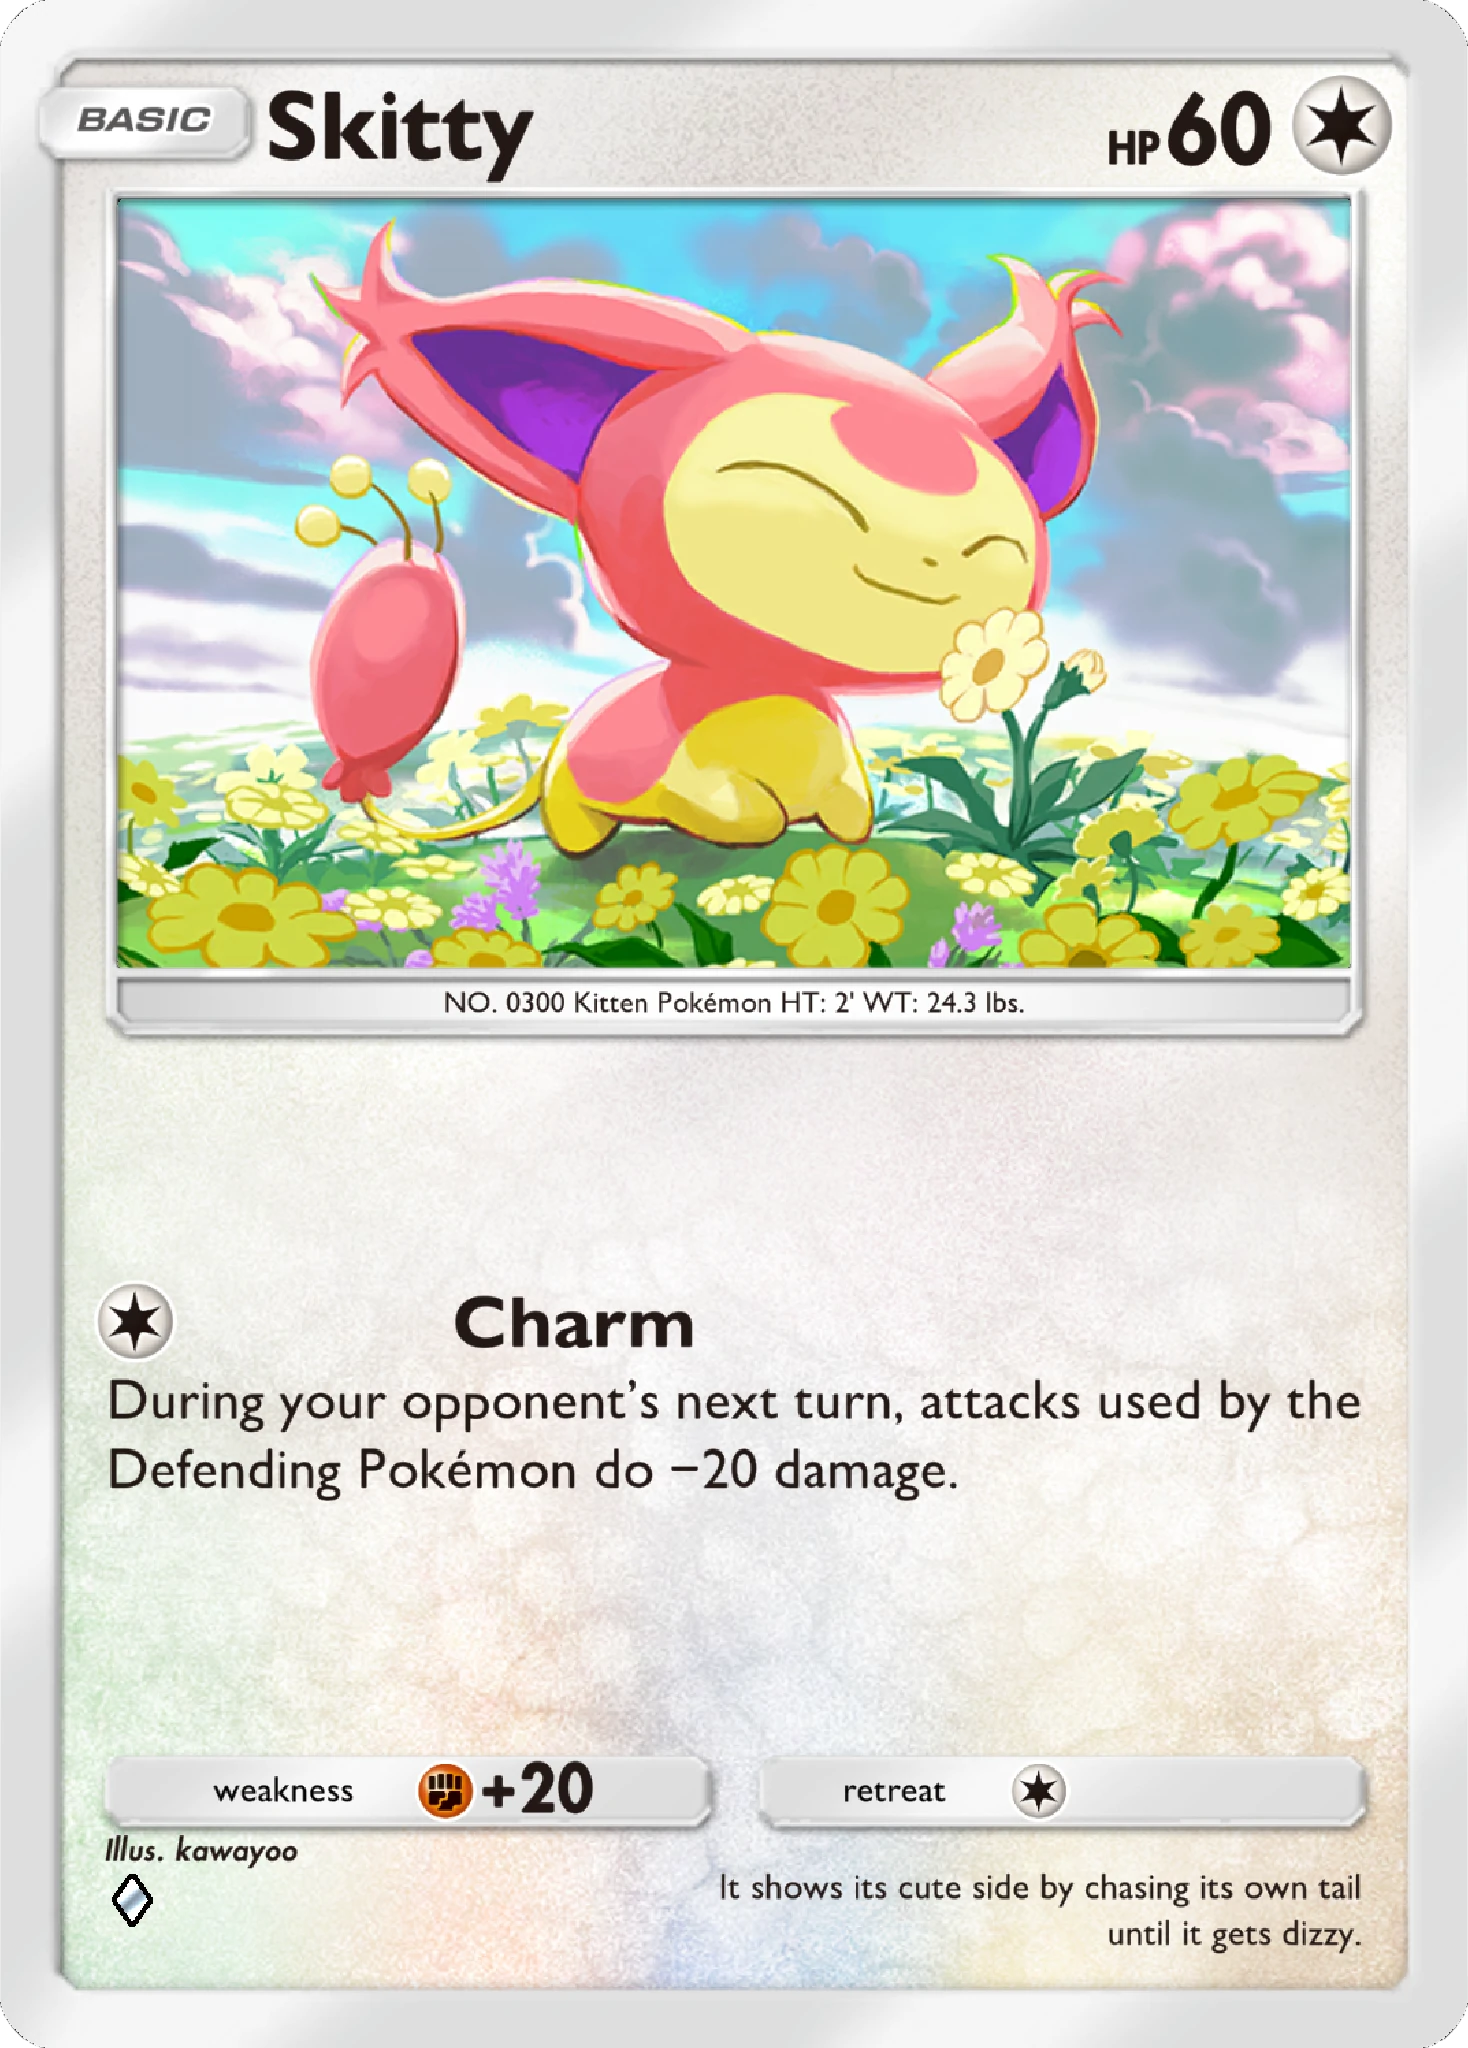 BASIC Skitty HP 60
NO. 0300 Kitten Pokémon HT: 2' WT: 24.3 lbs.
Charm
During your opponent’s next turn, attacks used by the
Defending Pokémon do −20 damage.
weakness +20 retreat
Illus. kawayoo
It shows its cute side by chasing its own tail
until it gets dizzy.